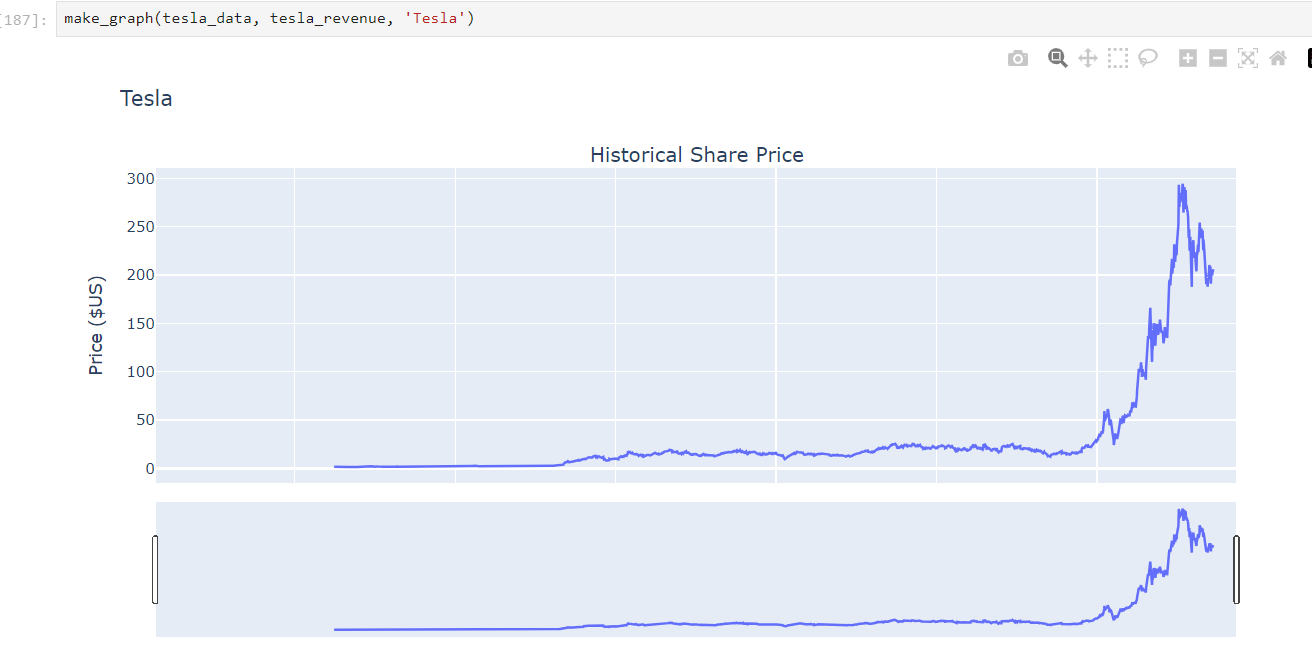 [187]: make_graph(tesla_data, tesla_revenue, 'Tesla')
Tesla
Historical Share Price
300
250
200
150
100
50
0
Price ($US)